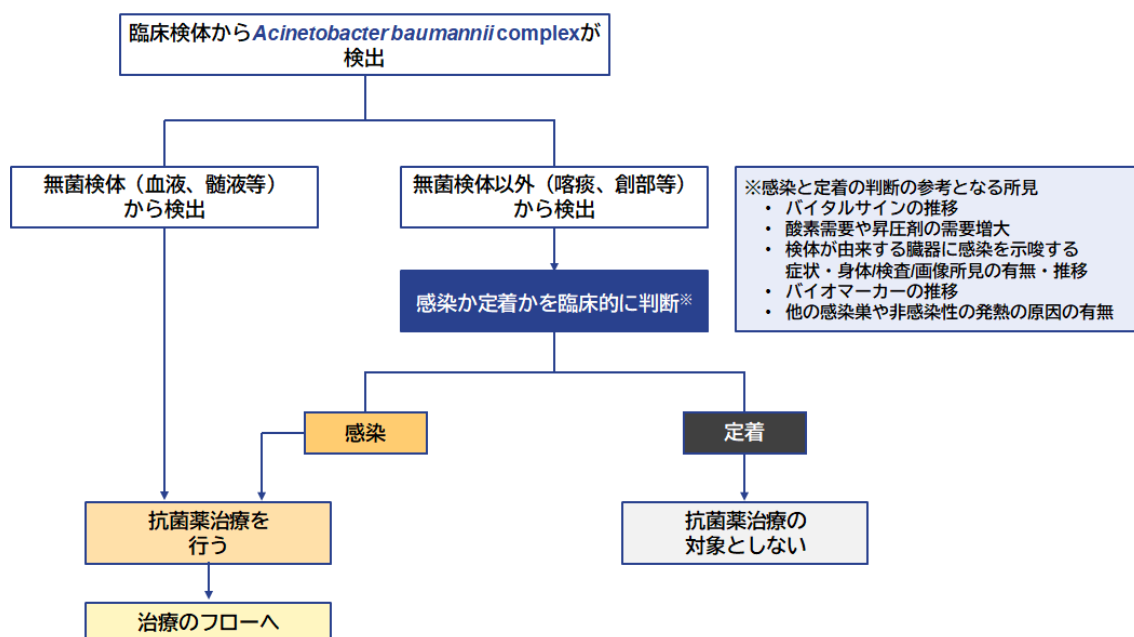 臨床検体からAcinetobacter baumannii complexが
検出
無菌検体（血液、髄液等）
から検出
無菌検体以外（喀痰、創部等）
から検出
※感染と定着の判断の参考となる所見
・ バイタルサインの推移
・ 酸素需要や昇圧剤の需要増大
・ 検体が由来する臓器に感染を示唆する
症状・身体/検査/画像所見の有無・推移
・ バイオマーカーの推移
・ 他の感染巣や非感染性の発熱の原因の有無
感染か定着かを臨床的に判断※
感染
定着
抗菌薬治療を
行う
抗菌薬治療の
対象としない
治療のフローへ